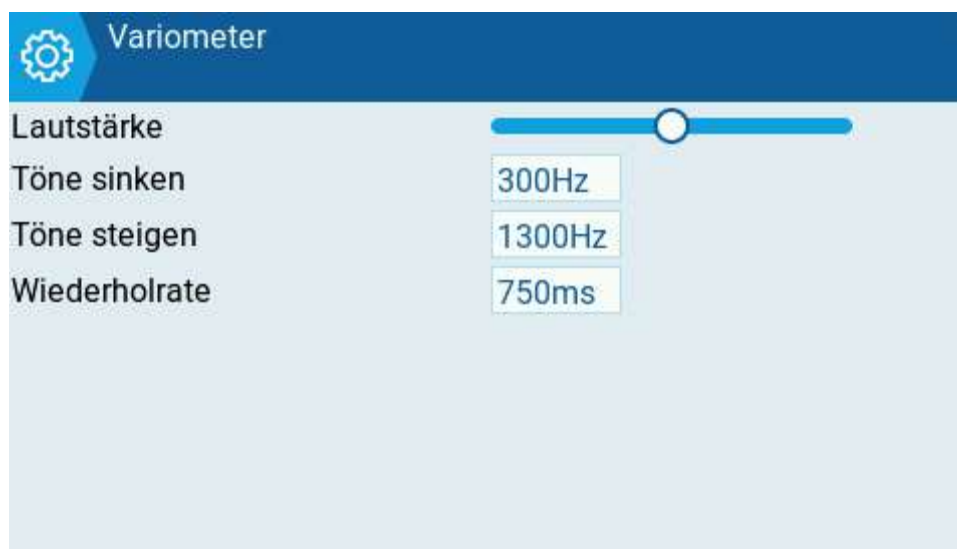 Variometer
Lautstärke
Töne sinken 300Hz
Töne steigen 1300Hz
Wiederholrate 750ms